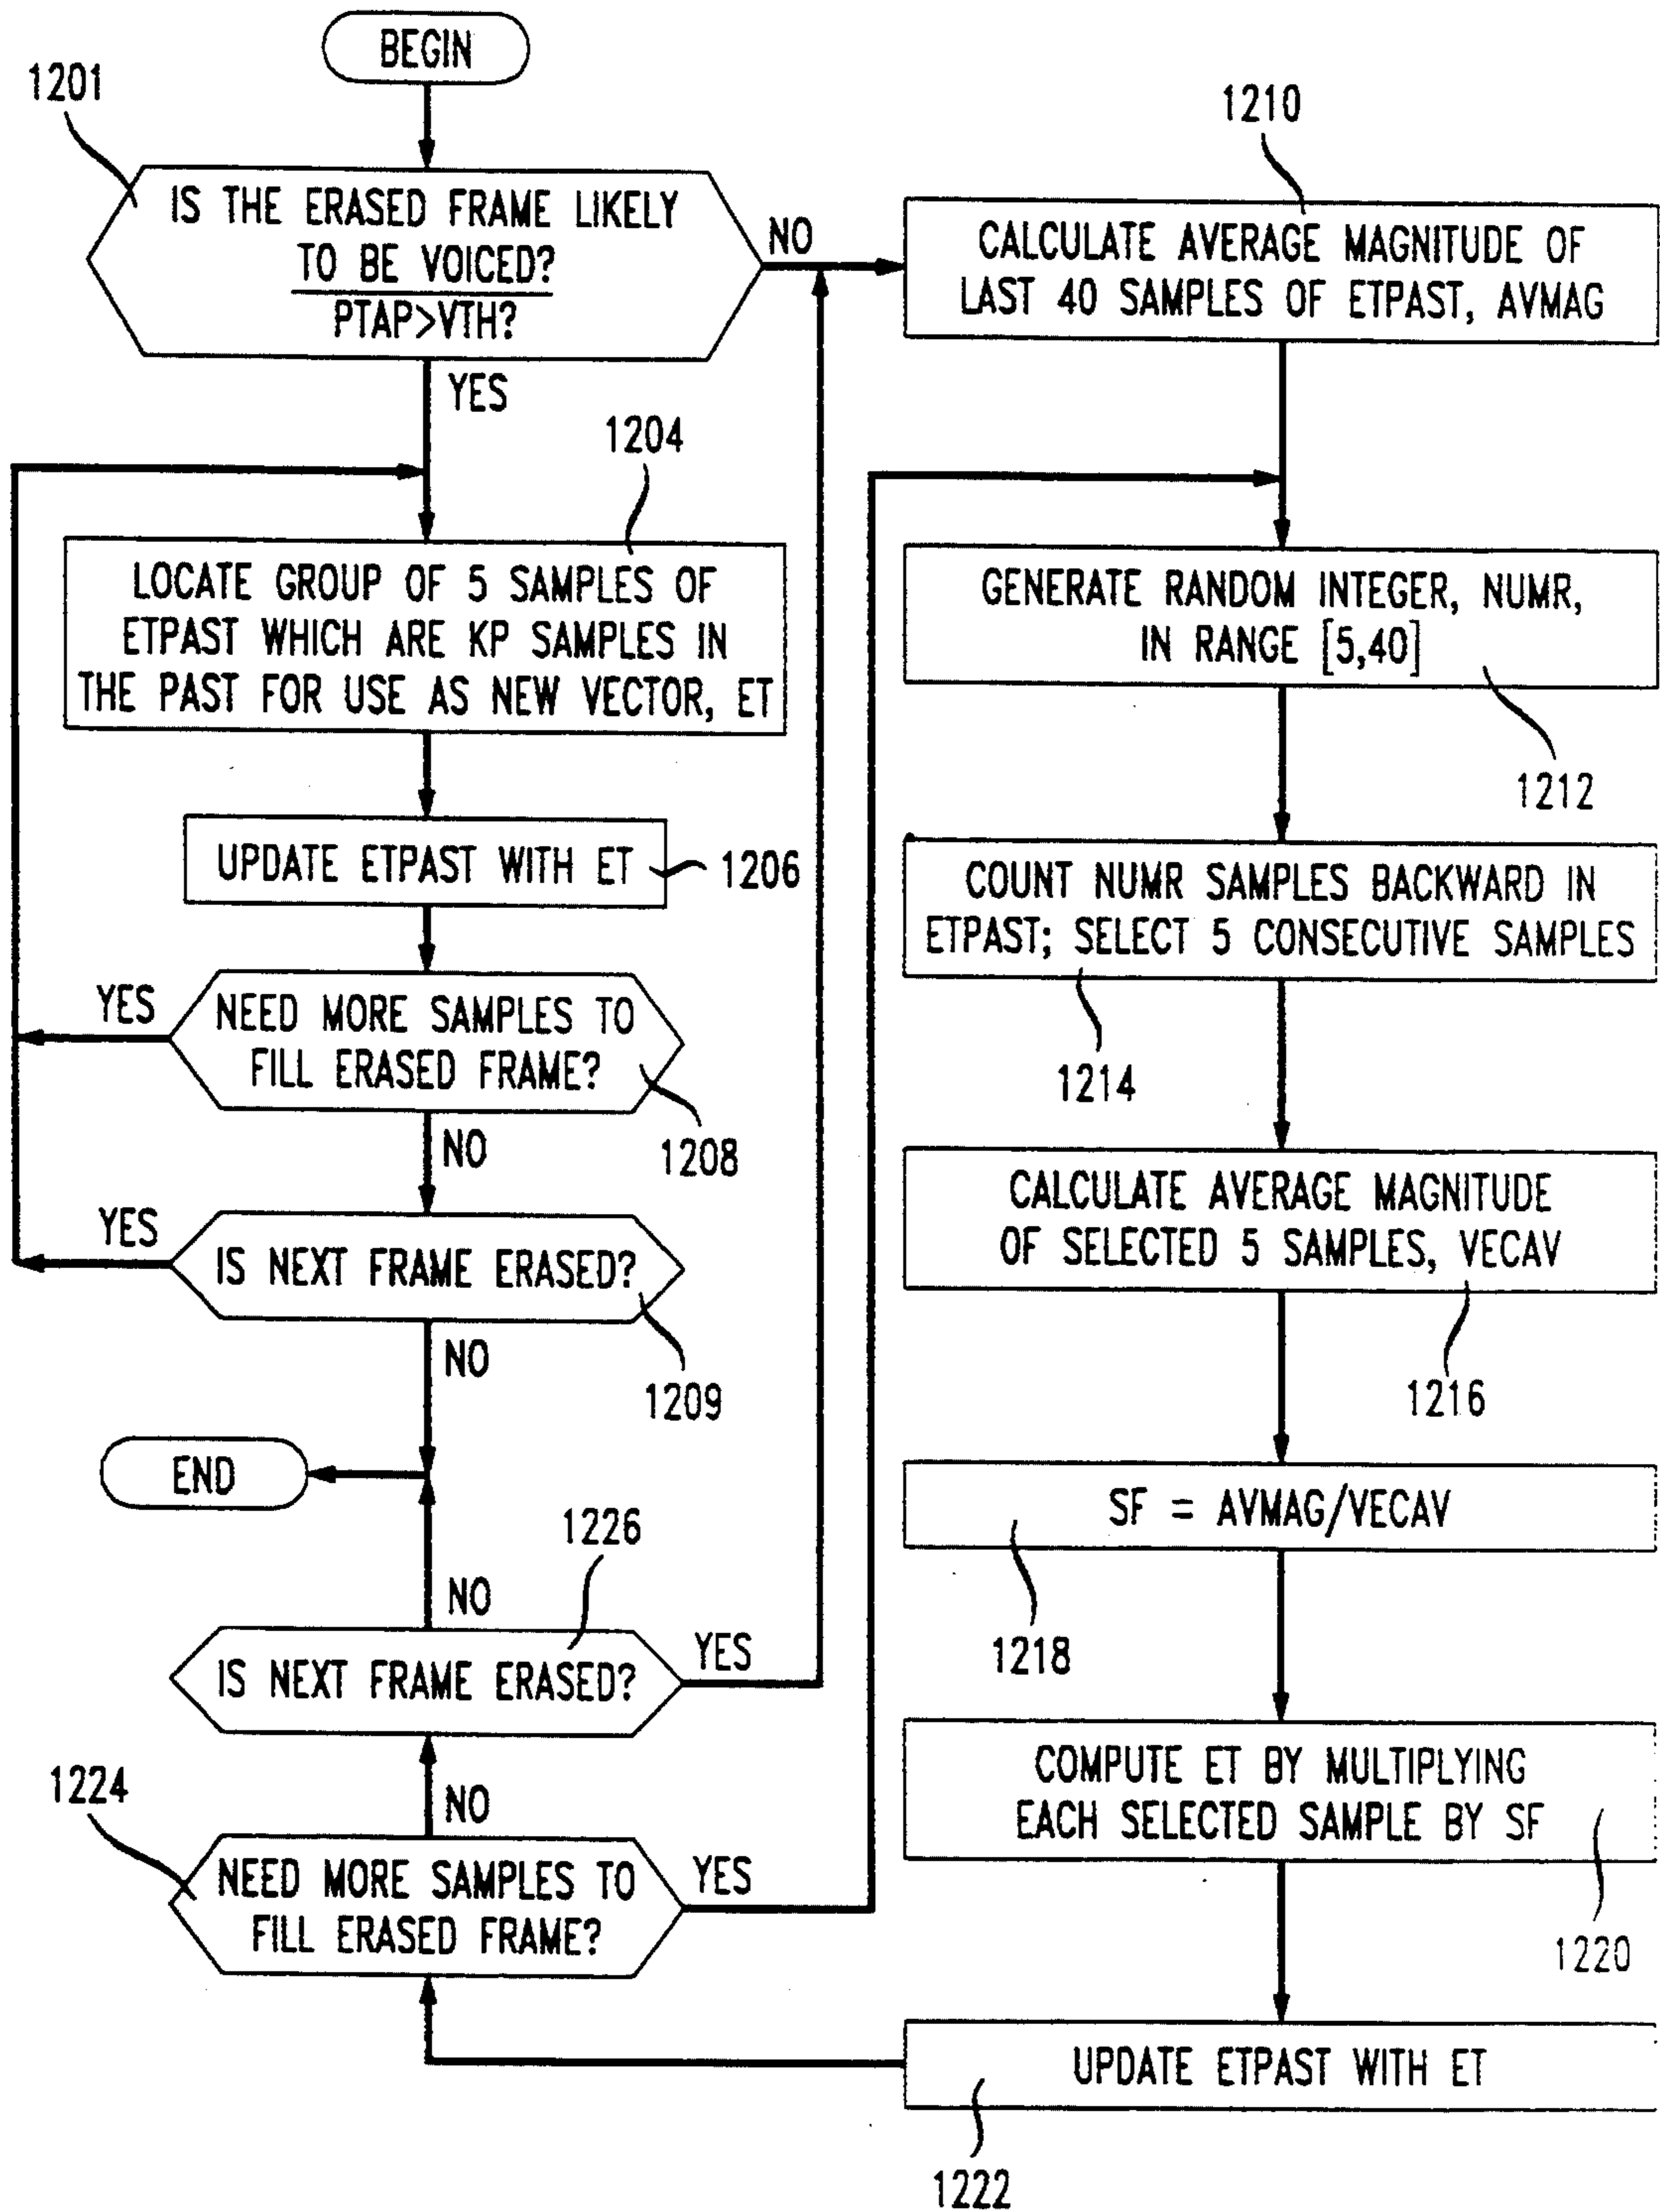 BEGIN
1201
IS THE ERASED FRAME LIKELY
TO BE VOICED?
PTAP>VTH?
NO
YES
1204
LOCATE GROUP OF 5 SAMPLES OF
ETPAST WHICH ARE KP SAMPLES IN
THE PAST FOR USE AS NEW VECTOR, ET
UPDATE ETPAST WITH ET
1206
YES
NEED MORE SAMPLES TO
FILL ERASED FRAME?
1208
NO
YES
IS NEXT FRAME ERASED?
1209
NO
END
1226
NO
IS NEXT FRAME ERASED?
YES
1224
NO
NEED MORE SAMPLES TO
FILL ERASED FRAME?
YES
1210
CALCULATE AVERAGE MAGNITUDE OF
LAST 40 SAMPLES OF ETPAST, AVMAG
GENERATE RANDOM INTEGER, NUMR,
IN RANGE [5,40]
1212
COUNT NUMR SAMPLES BACKWARD IN
ETPAST; SELECT 5 CONSECUTIVE SAMPLES
1214
CALCULATE AVERAGE MAGNITUDE
OF SELECTED 5 SAMPLES, VECAV
1216
SF = AVMAG/VECAV
1218
COMPUTE ET BY MULTIPLYING
EACH SELECTED SAMPLE BY SF
1220
UPDATE ETPAST WITH ET
1222